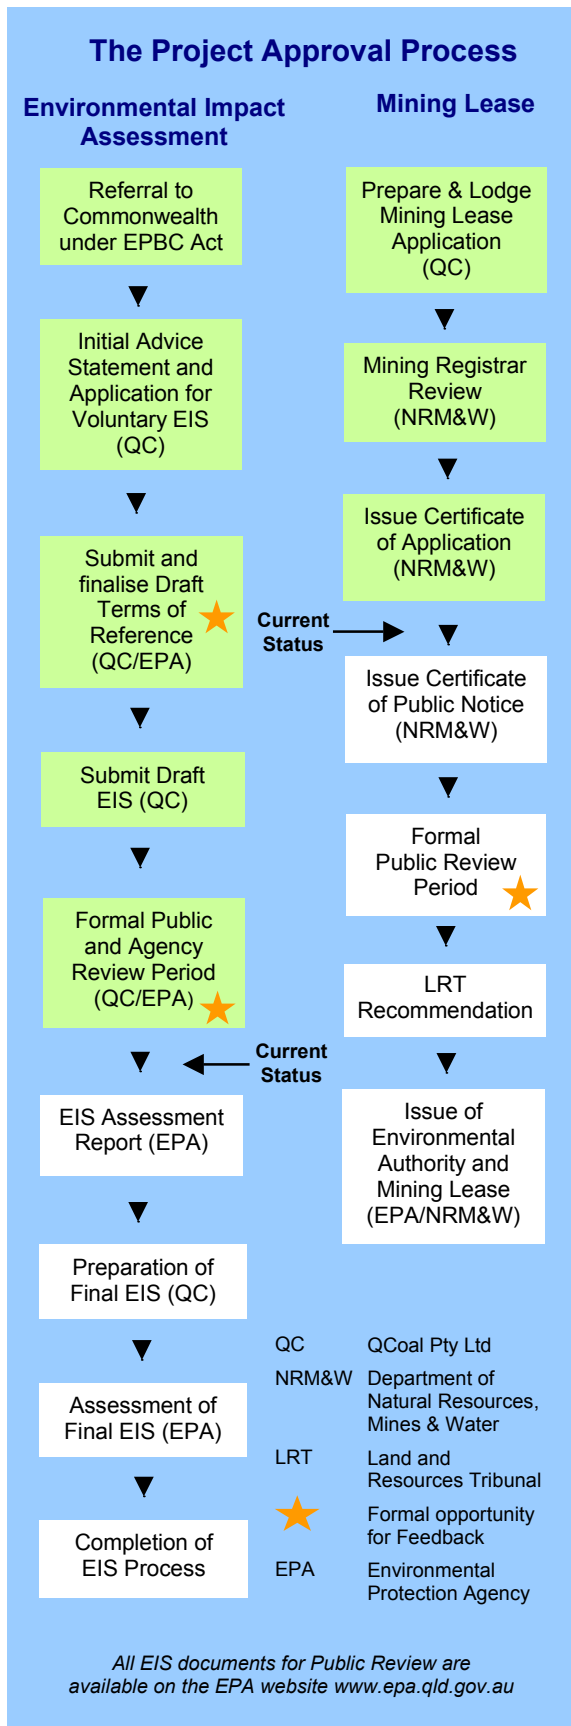 The Project Approval Process
Environmental Impact
Assessment
Referral to
Commonwealth
under EPBC Act
Initial Advice
Statement and
Application for
Voluntary EIS
(QC)
Submit and
finalise Draft
Terms of
Reference
(QC/EPA)
Submit Draft
EIS (QC)
Formal Public
and Agency
Review Period
(QC/EPA)
Current
Status
EIS Assessment
Report (EPA)
Preparation of
Final EIS (QC)
Assessment of
Final EIS (EPA)
Completion of
EIS Process
Mining Lease
Prepare & Lodge
Mining Lease
Application
(QC)
Mining Registrar
Review
(NRM&W)
Issue Certificate
of Application
(NRM&W)
Current
Status
Issue Certificate
of Public Notice
(NRM&W)
Formal
Public Review
Period
LRT
Recommendation
Issue of
Environmental
Authority and
Mining Lease
(EPA/NRM&W)
QC QCoal Pty Ltd
NRM&W Department of
Natural Resources,
Mines & Water
LRT Land and
Resources Tribunal
Formal opportunity
for Feedback
EPA Environmental
Protection Agency
All EIS documents for Public Review are
available on the EPA website www.epa.qld.gov.au